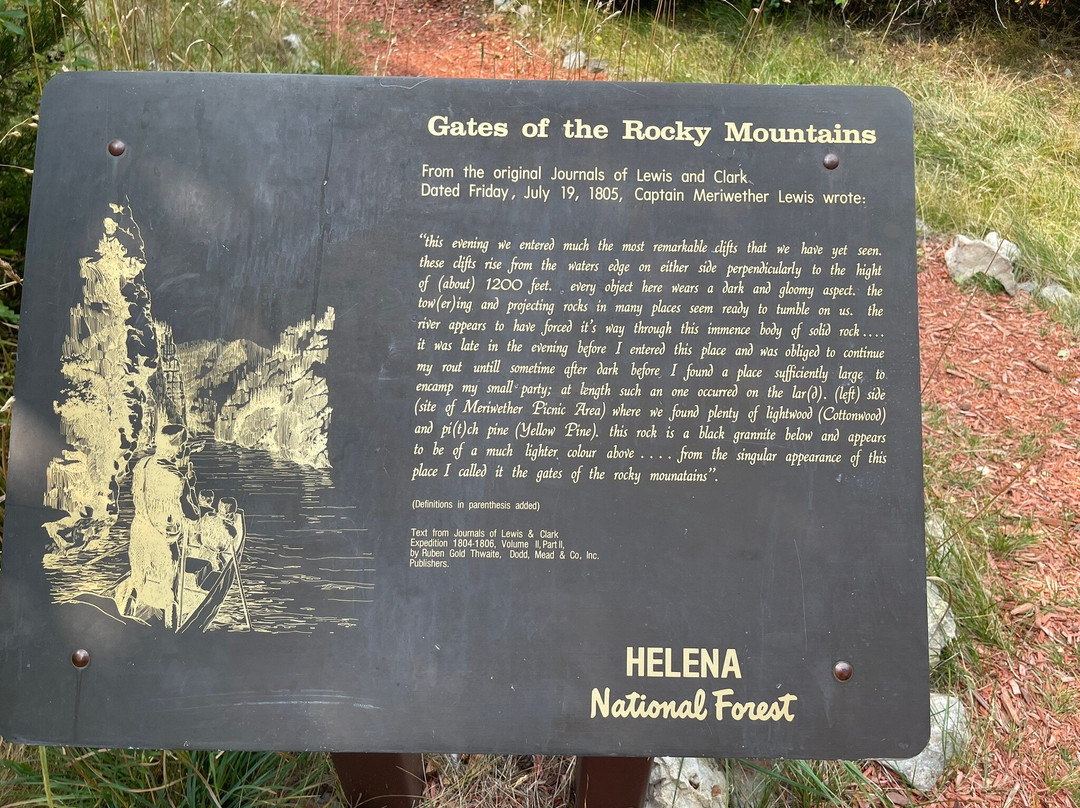 Gates of the Rocky Mountains
From the original Journals of Lewis and Clark.
Dated Friday, July 19, 1805, Captain Meriwether Lewis wrote:
“this evening we entered much the most remarkable clifts that we have yet seen.
these clifts rise from the waters edge on either side perpendicularly to the hight
of (about) 1200 feet. . every object here wears a dark and gloomy aspect. the
tow(er)ing and projecting rocks in many places seem ready to tumble on us. the
river appears to have forced it's way through this immence body of solid rock....
it was late in the evening before I entered this place and was obliged to continue
my rout untill sometime after dark before I found a place sufficiently large to
encamp my small party; at length such an one occurred on the lar(d). (left) side
(site of Meriwether Picnic Area) where we found plenty of lightwood (Cottonwood)
and pi(t)ch pine (Yellow Pine). this rock is a black grannite below and appears
to be of a much lighter colour above ..... from the singular appearance of this
place I called it the gates of the rocky mounatains”.
(Definitions in parenthesis added)
Text from Journals of Lewis & Clark
Expedition 1804-1806, Volume II, Part II,
by Ruben Gold Thwaite, Dodd, Mead & Co, Inc.
Publishers.
HELENA
National Forest